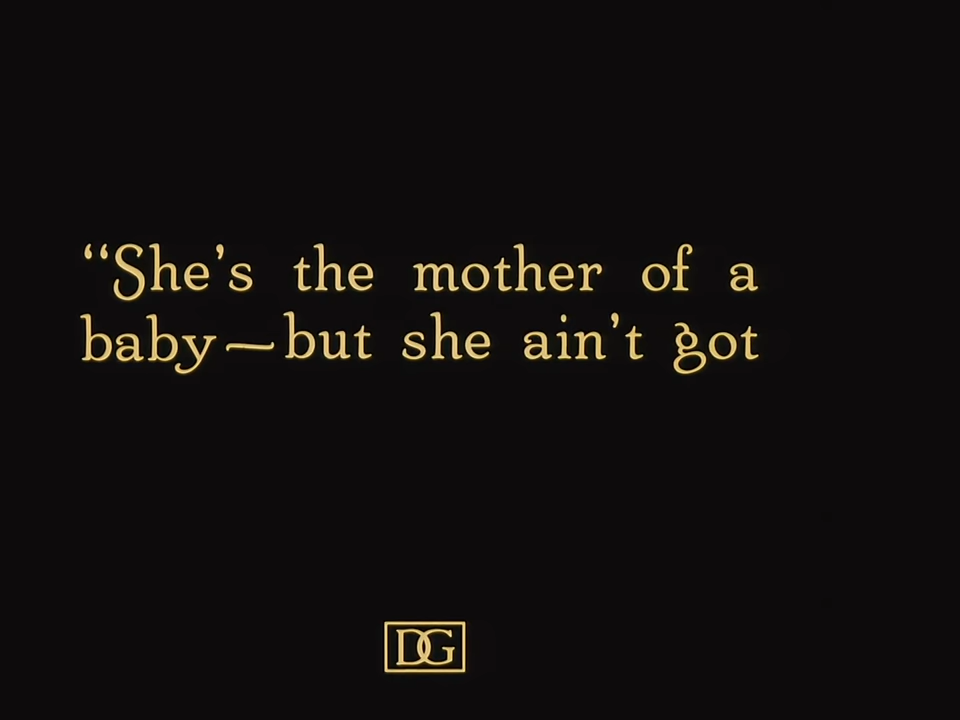 “She’s the mother of a
baby—but she ain’t got
DG